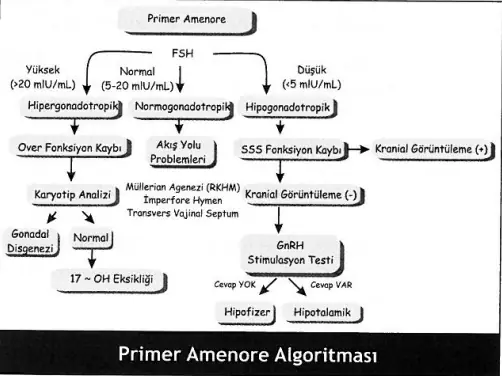 Primer Amenore
FSH
Yüksek
(>20 mIU/mL)
Normal
(5-20 mIU/mL)
Düşük
(<5 mIU/mL)
Hipergonadotropik
Normogonadotropik
Hipogonadotropik
Over Fonksiyon Kaybı
Akış Yolu
Problemleri
SSS Fonksiyon Kaybı
Kranial Görüntüleme (+)
Karyotip Analizi
Müllerian Agenezi (RKHM)
İmperfore Hymen
Transvers Vajinal Septum
Kranial Görüntüleme (-)
Gonadal
Disgenezi
Normal
GnRH
Stimulasyon Testi
17 ~ OH Eksikliği
Cevap YOK
Cevap VAR
Hipofizer
Hipotalamik
Primer Amenore Algoritması